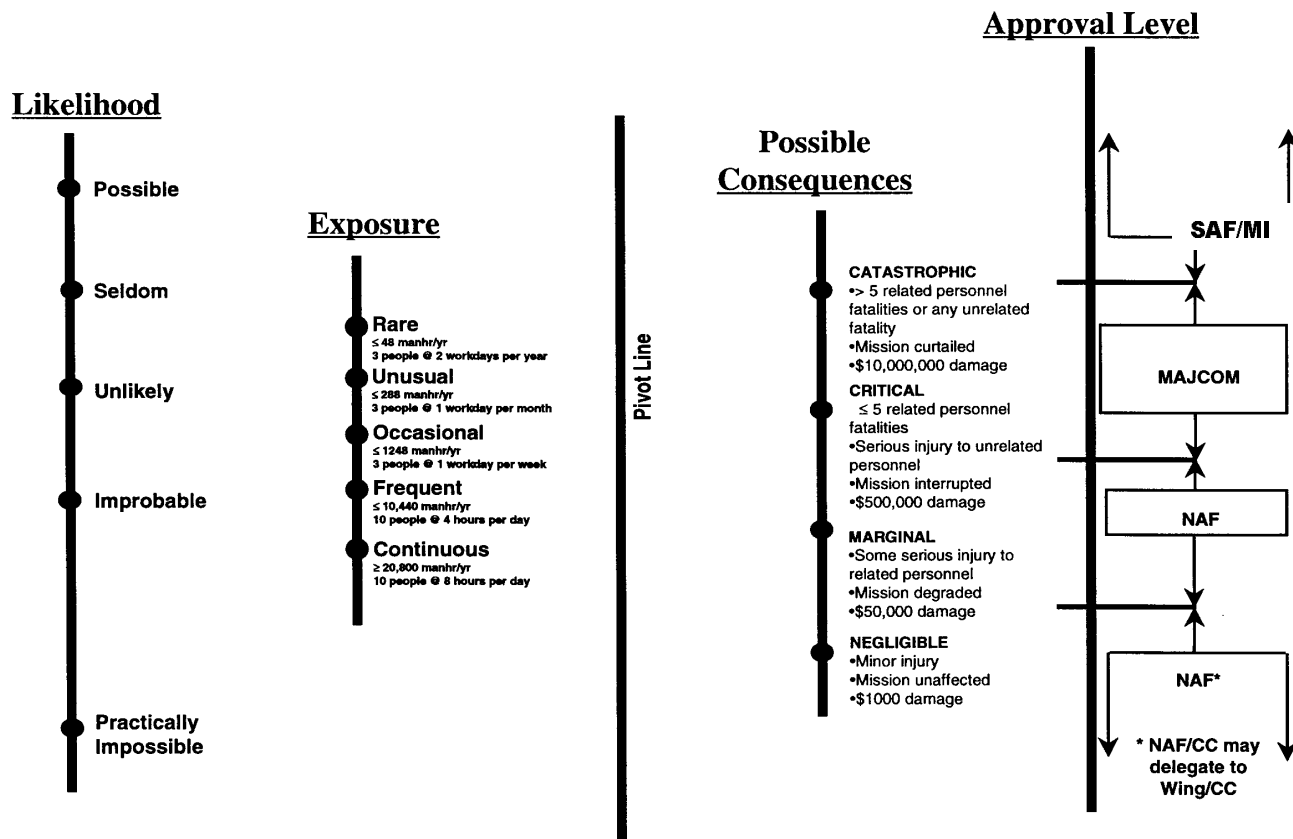 Approval Level
Likelihood
Possible
Seldom
Unlikely
Improbable
Practically
Impossible
Exposure
Rare
≤ 48 manhr/yr
3 people @ 2 workdays per year
Unusual
≤ 288 manhr/yr
3 people @ 1 workday per month
Occasional
≤ 1248 manhr/yr
3 people @ 1 workday per week
Frequent
≤ 10,440 manhr/yr
10 people @ 4 hours per day
Continuous
≥ 20,800 manhr/yr
10 people @ 8 hours per day
Pivot Line
Possible
Consequences
CATASTROPHIC
•> 5 related personnel
fatalities or any unrelated
fatality
•Mission curtailed
•$10,000,000 damage
CRITICAL
≤ 5 related personnel
fatalities
•Serious injury to unrelated
personnel
•Mission interrupted
•$500,000 damage
MARGINAL
•Some serious injury to
related personnel
•Mission degraded
•$50,000 damage
NEGLIGIBLE
•Minor injury
•Mission unaffected
•$1000 damage
SAF/MI
MAJCOM
NAF
NAF*
* NAF/CC may
delegate to
Wing/CC